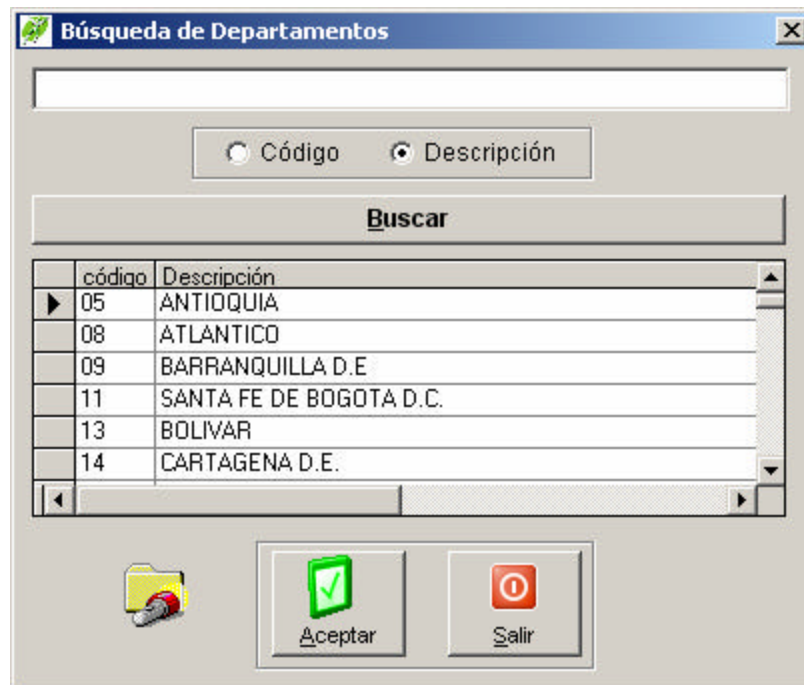 Búsqueda de Departamentos
Código Descripción
Buscar
código Descripción
05 ANTIOQUIA
08 ATLANTICO
09 BARRANQUILLA D.E
11 SANTA FE DE BOGOTA D.C.
13 BOLIVAR
14 CARTAGENA D.E.
Aceptar Salir